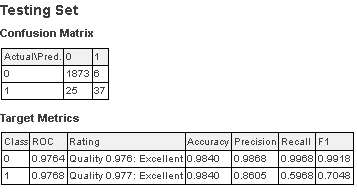 Testing Set
Confusion Matrix
Actual\Pred. 0 1
0 1873 6
1 25 37
Target Metrics
Class ROC Rating Accuracy Precision Recall F1
0 0.9764 Quality 0.976: Excellent 0.9840 0.9868 0.9968 0.9918
1 0.9768 Quality 0.977: Excellent 0.9840 0.8605 0.5968 0.7048